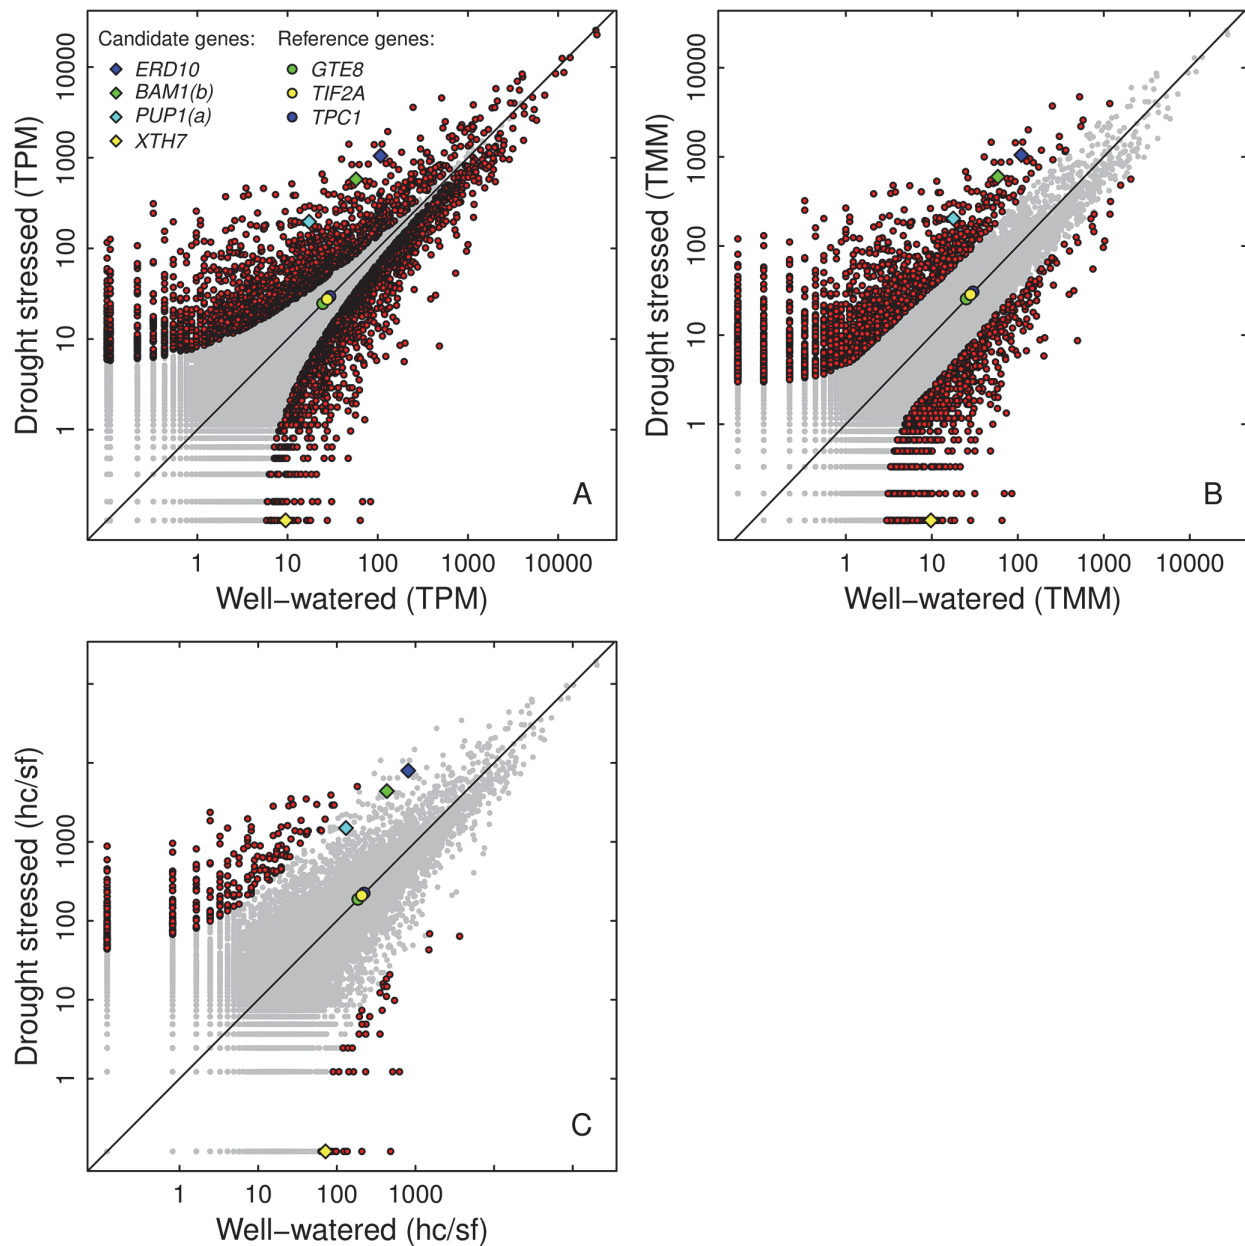 Candidate genes:
ERD10
BAM1(b)
PUP1(a)
XTH7
Reference genes:
GTE8
TIF2A
TPC1
Drought stressed (TPM)
10000
1000
100
10
1
A
1 10 100 1000 10000
Well−watered (TPM)
Drought stressed (TMM)
10000
1000
100
10
1
B
1 10 100 1000 10000
Well−watered (TMM)
Drought stressed (hc/sf)
1000
100
10
1
C
1 10 100 1000
Well−watered (hc/sf)